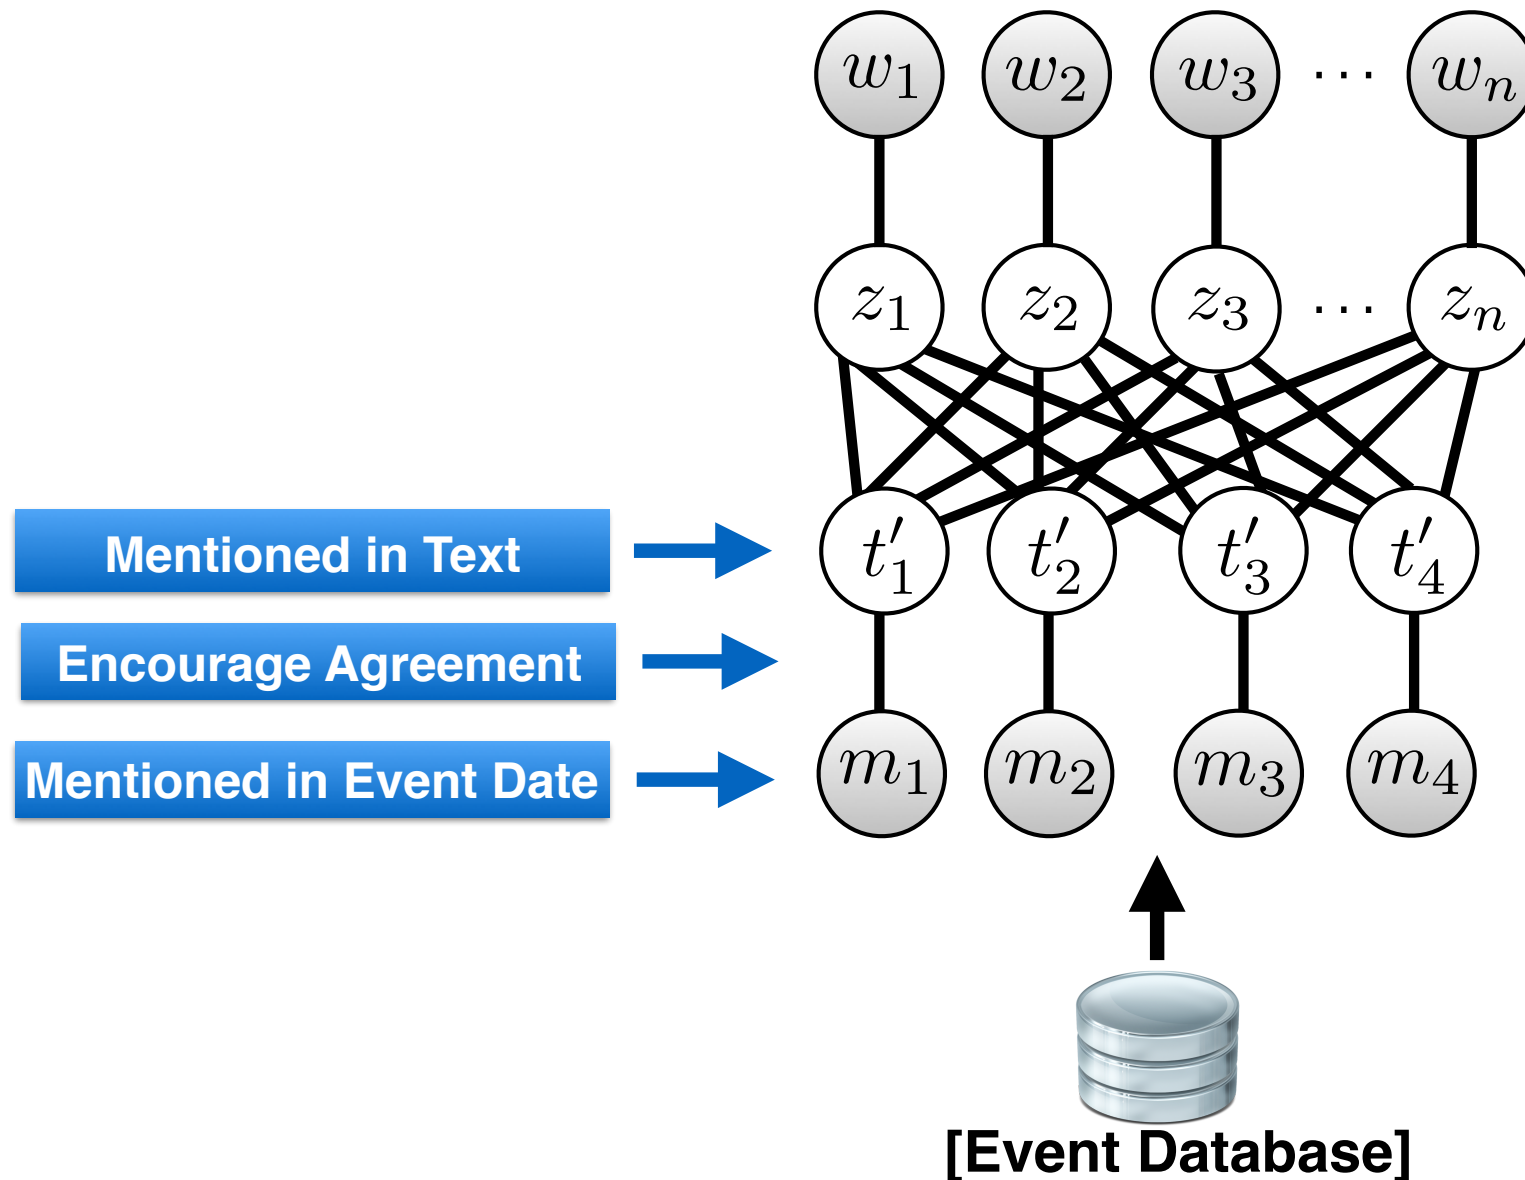 w₁ w₂ w₃ ⋯ wₙ
z₁ z₂ z₃ ⋯ zₙ
Mentioned in Text
t′₁ t′₂ t′₃ t′₄
Encourage Agreement
Mentioned in Event Date
m₁ m₂ m₃ m₄
[Event Database]